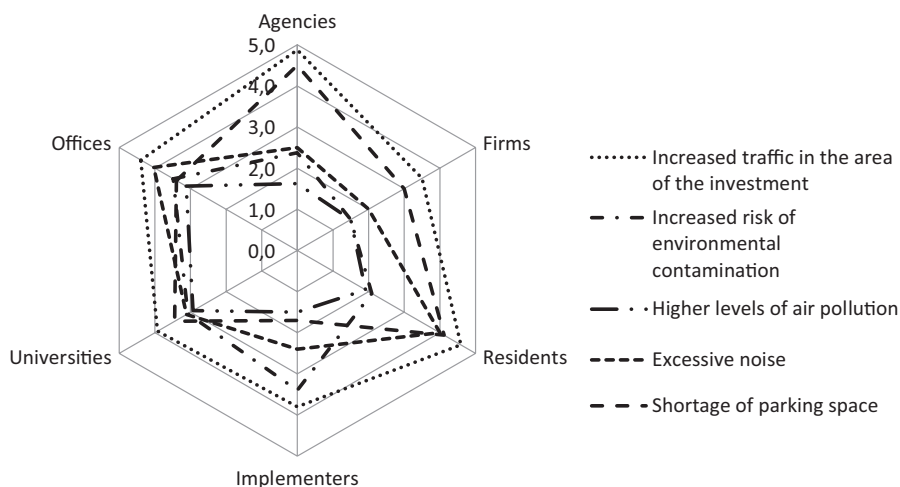 Agencies
5,0
4,0
3,0
2,0
1,0
0,0
Firms
Residents
Implementers
Universities
Offices
Increased traffic in the area
of the investment
Increased risk of
environmental
contamination
Higher levels of air pollution
Excessive noise
Shortage of parking space